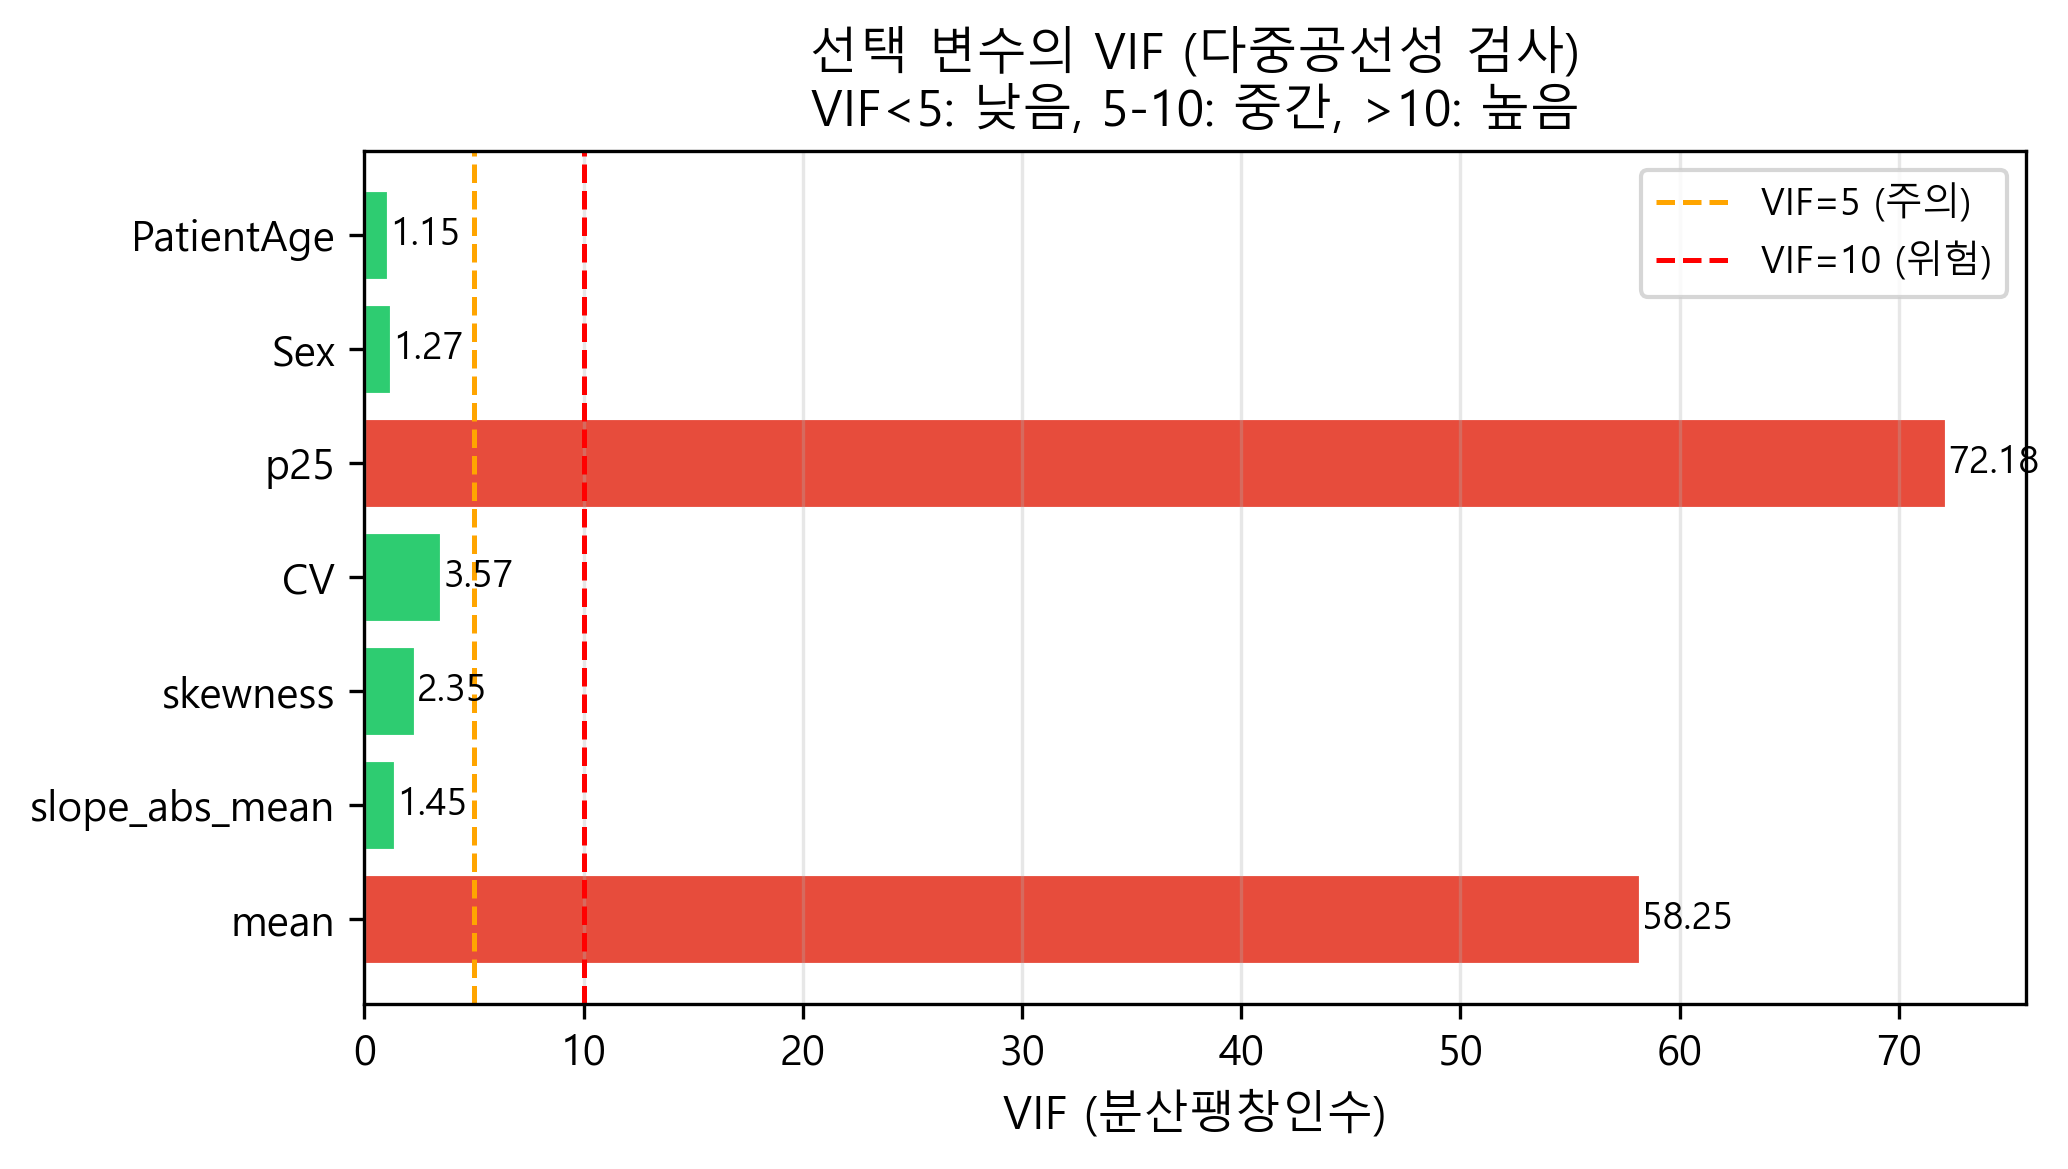 선택 변수의 VIF (다중공선성 검사)
VIF<5: 낮음, 5-10: 중간, >10: 높음
VIF=5 (주의)
VIF=10 (위험)
PatientAge
1.15
Sex
1.27
p25
72.18
CV
3.57
skewness
2.35
slope_abs_mean
1.45
mean
58.25
0 10 20 30 40 50 60 70
VIF (분산팽창인수)